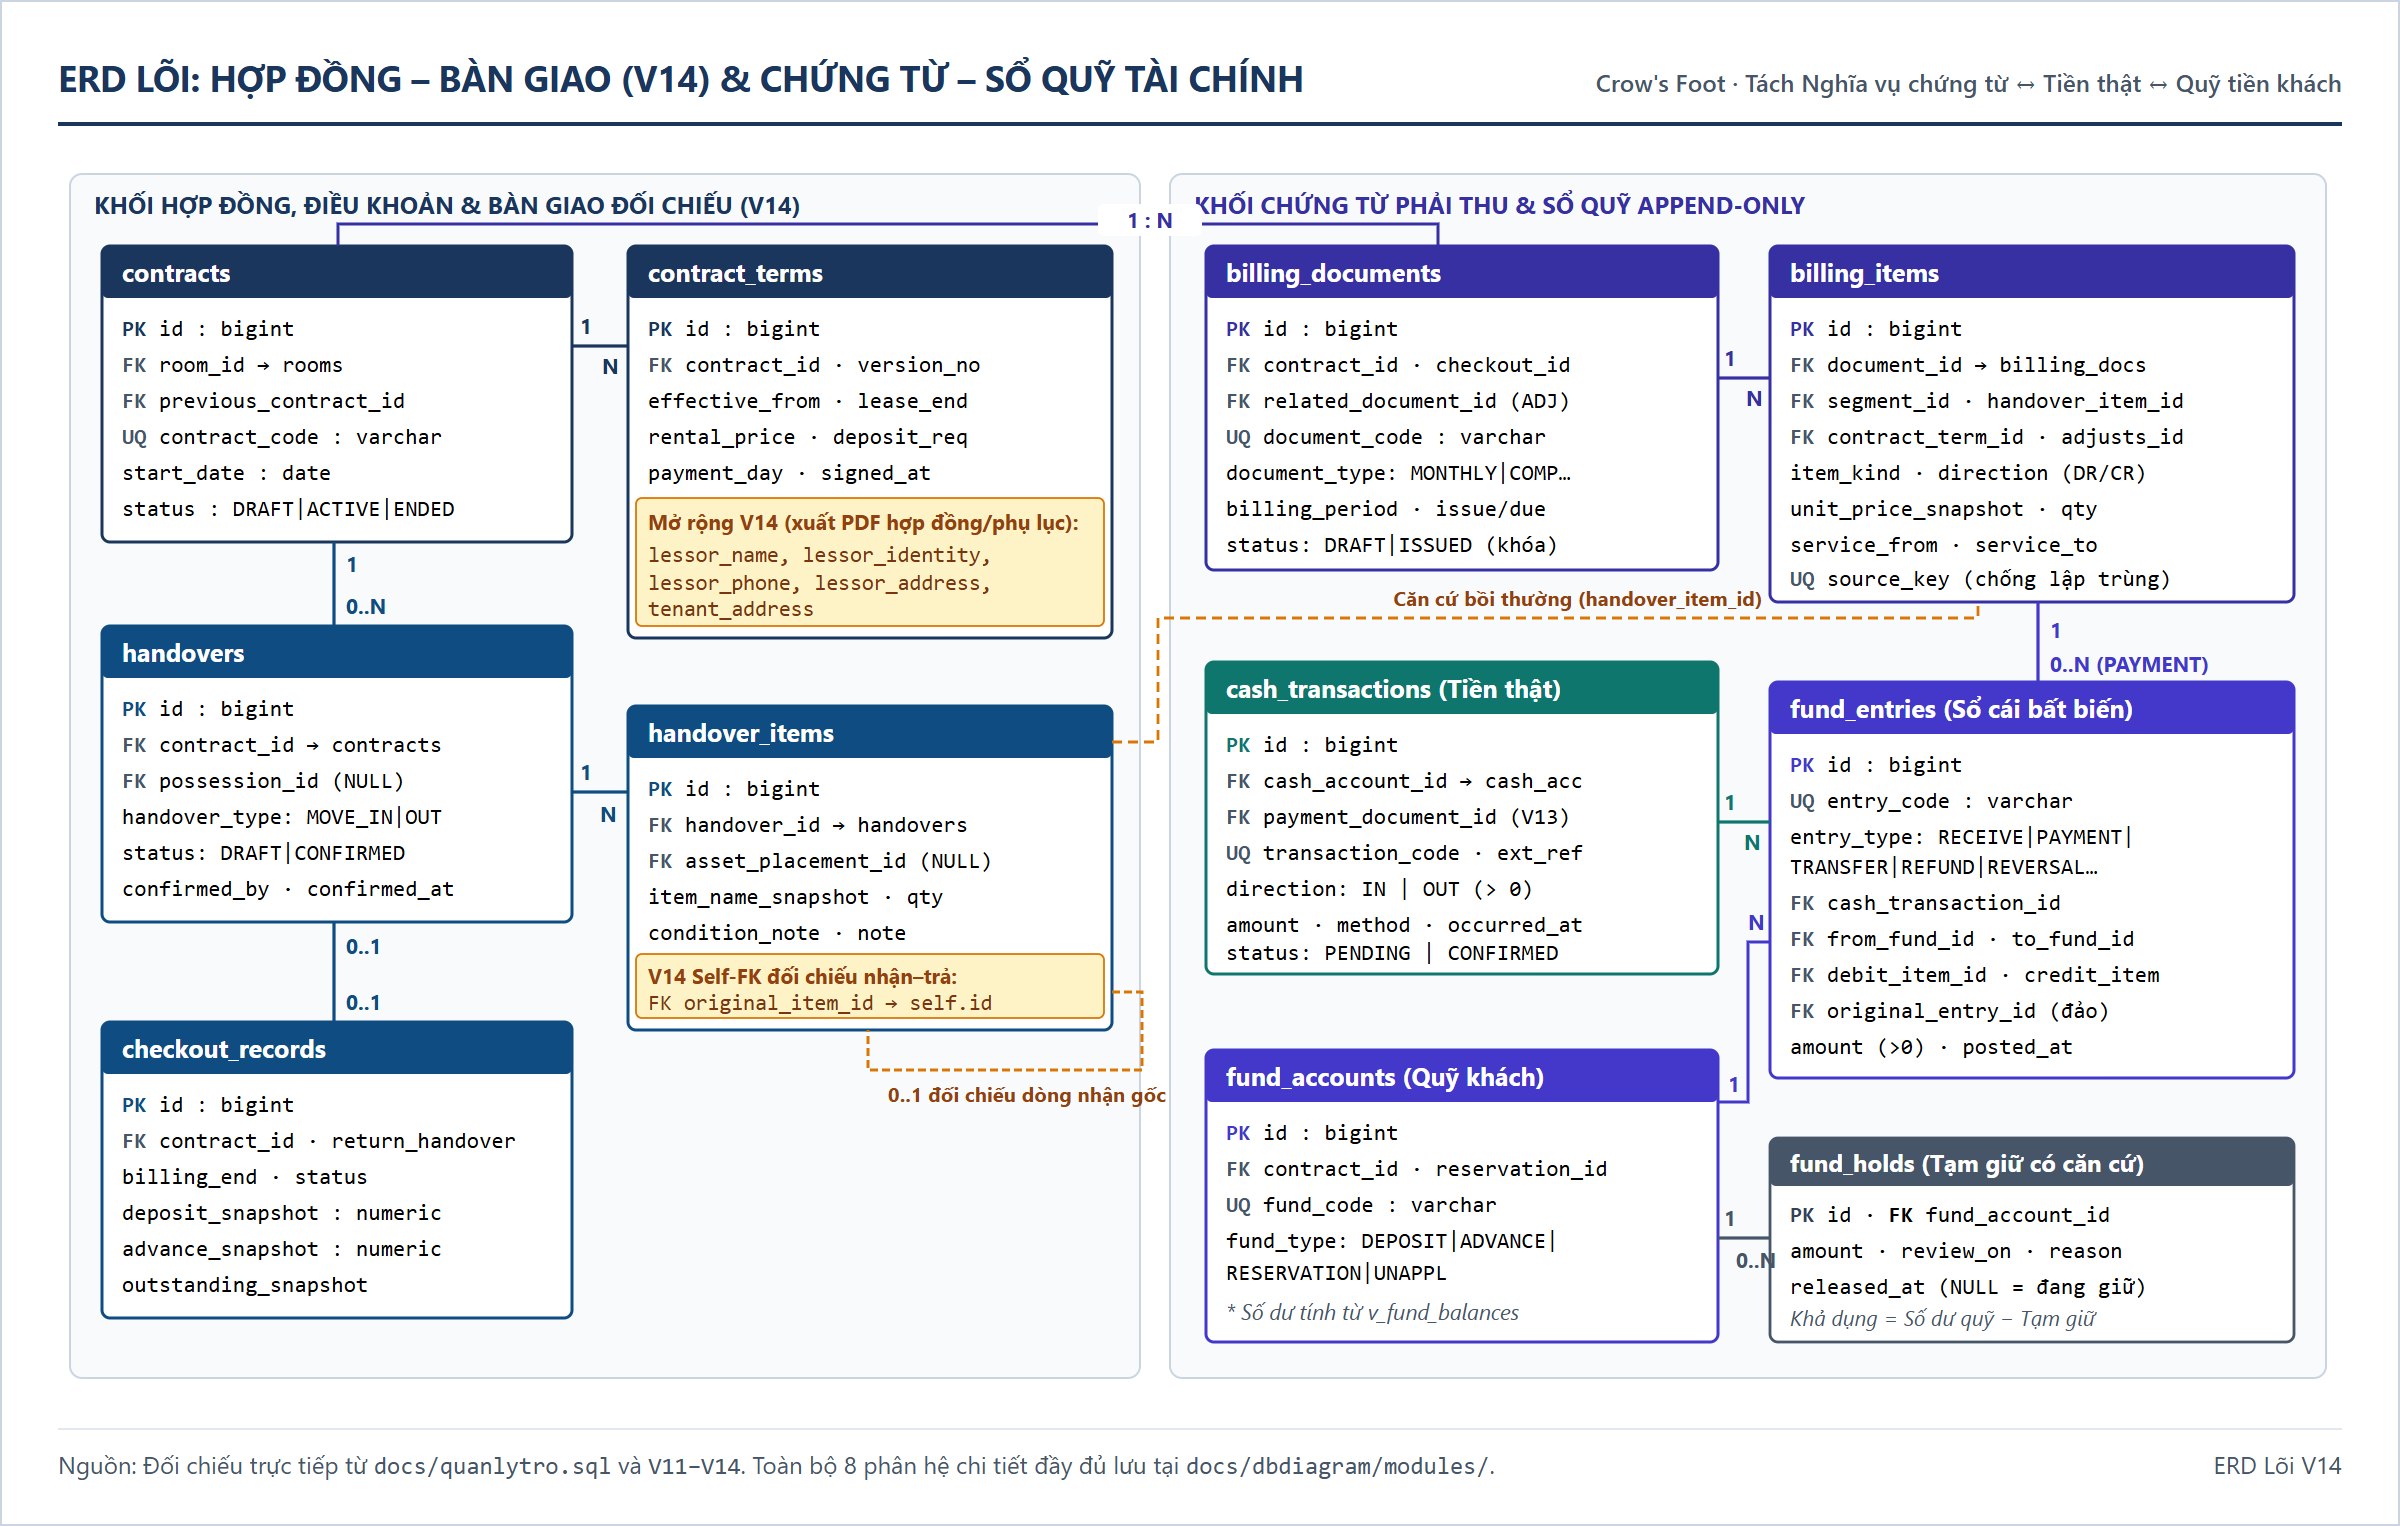 ERD LÕI: HỢP ĐỒNG – BÀN GIAO (V14) & CHỨNG TỪ – SỔ QUỸ TÀI CHÍNH
Crow's Foot · Tách Nghĩa vụ chứng từ ↔ Tiền thật ↔ Quỹ tiền khách
KHỐI HỢP ĐỒNG, ĐIỀU KHOẢN & BÀN GIAO ĐỐI CHIẾU (V14)
contracts
PK id : bigint
FK room_id → rooms
FK previous_contract_id
UQ contract_code : varchar
start_date : date
status : DRAFT|ACTIVE|ENDED
1
N
contract_terms
PK id : bigint
FK contract_id · version_no
effective_from · lease_end
rental_price · deposit_req
payment_day · signed_at
Mở rộng V14 (xuất PDF hợp đồng/phụ lục):
lessor_name, lessor_identity,
lessor_phone, lessor_address,
tenant_address
1
0..N
handovers
PK id : bigint
FK contract_id → contracts
FK possession_id (NULL)
handover_type: MOVE_IN|OUT
status: DRAFT|CONFIRMED
confirmed_by · confirmed_at
1
N
handover_items
PK id : bigint
FK handover_id → handovers
FK asset_placement_id (NULL)
item_name_snapshot · qty
condition_note · note
V14 Self-FK đối chiếu nhận–trả:
FK original_item_id → self.id
0..1 đối chiếu dòng nhận gốc
0..1
0..1
checkout_records
PK id : bigint
FK contract_id · return_handover
billing_end · status
deposit_snapshot : numeric
advance_snapshot : numeric
outstanding_snapshot
1 : N
KHỐI CHỨNG TỪ PHẢI THU & SỔ QUỸ APPEND-ONLY
billing_documents
PK id : bigint
FK contract_id · checkout_id
FK related_document_id (ADJ)
UQ document_code : varchar
document_type: MONTHLY|COMP…
billing_period · issue/due
status: DRAFT|ISSUED (khóa)
1
N
billing_items
PK id : bigint
FK document_id → billing_docs
FK segment_id · handover_item_id
FK contract_term_id · adjusts_id
item_kind · direction (DR/CR)
unit_price_snapshot · qty
service_from · service_to
UQ source_key (chống lập trùng)
Căn cứ bồi thường (handover_item_id)
1
0..N (PAYMENT)
cash_transactions (Tiền thật)
PK id : bigint
FK cash_account_id → cash_acc
FK payment_document_id (V13)
UQ transaction_code · ext_ref
direction: IN | OUT (> 0)
amount · method · occurred_at
status: PENDING | CONFIRMED
1
N
fund_entries (Sổ cái bất biến)
PK id : bigint
UQ entry_code : varchar
entry_type: RECEIVE|PAYMENT|
TRANSFER|REFUND|REVERSAL…
FK cash_transaction_id
FK from_fund_id · to_fund_id
FK debit_item_id · credit_item
FK original_entry_id (đảo)
amount (>0) · posted_at
N
1
fund_accounts (Quỹ khách)
PK id : bigint
FK contract_id · reservation_id
UQ fund_code : varchar
fund_type: DEPOSIT|ADVANCE|
RESERVATION|UNAPPL
* Số dư tính từ v_fund_balances
1
0..N
fund_holds (Tạm giữ có căn cứ)
PK id · FK fund_account_id
amount · review_on · reason
released_at (NULL = đang giữ)
Khả dụng = Số dư quỹ – Tạm giữ
Nguồn: Đối chiếu trực tiếp từ docs/quanlytro.sql và V11–V14. Toàn bộ 8 phân hệ chi tiết đầy đủ lưu tại docs/dbdiagram/modules/.
ERD Lõi V14